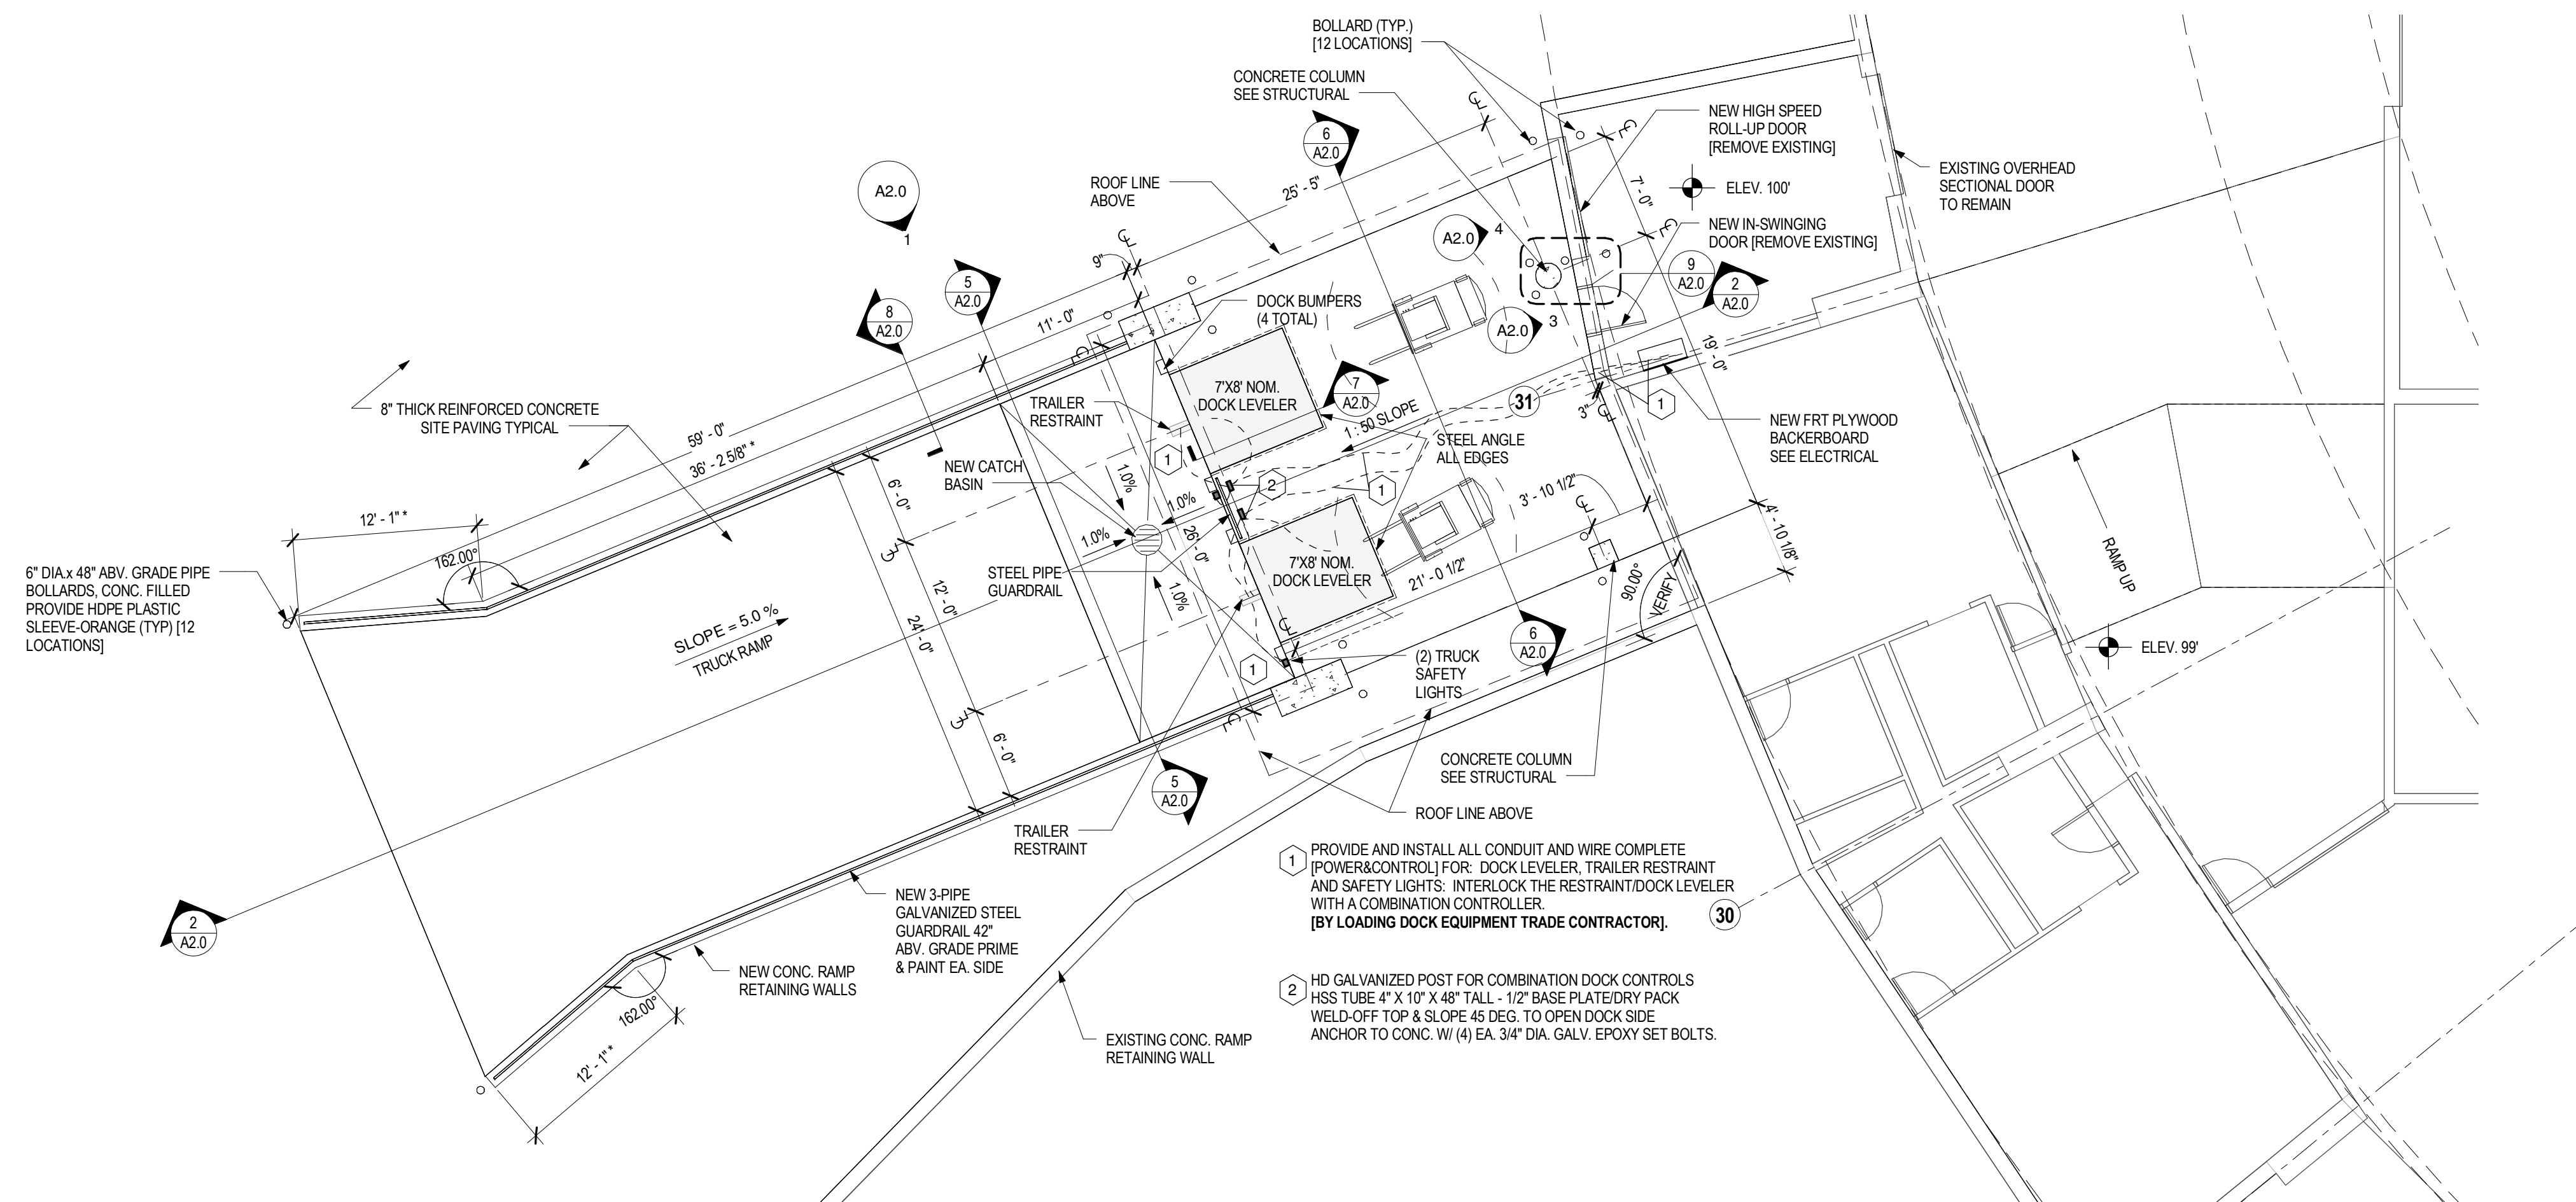 BOLLARD (TYP.)
[12 LOCATIONS]
CONCRETE COLUMN
SEE STRUCTURAL
NEW HIGH SPEED
ROLL-UP DOOR
[REMOVE EXISTING]
EXISTING OVERHEAD
SECTIONAL DOOR
TO REMAIN
ELEV. 100'
NEW IN-SWINGING
DOOR [REMOVE EXISTING]
6
A2.0
A2.0
1
ROOF LINE
ABOVE
25' - 5"
7' - 0"
A2.0
4
9
A2.0
2
A2.0
A2.0
3
9"
5
A2.0
8
A2.0
11' - 0"
DOCK BUMPERS
(4 TOTAL)
19' - 0"
7'X8' NOM.
DOCK LEVELER
7
A2.0
31
3"
1
1 : 50 SLOPE
8" THICK REINFORCED CONCRETE
SITE PAVING TYPICAL
59' - 0"
36' - 2 5/8" *
TRAILER
RESTRAINT
1
STEEL ANGLE
ALL EDGES
NEW FRT PLYWOOD
BACKERBOARD
SEE ELECTRICAL
NEW CATCH
BASIN
1.0%
1.0%
1.0%
1.0%
2
1
3' - 10 1/2"
4' - 10 1/8"
12' - 1" *
162.00°
6' - 0"
12' - 0"
24' - 0"
6' - 0"
26' - 0"
6" DIA.x 48" ABV. GRADE PIPE
BOLLARDS, CONC. FILLED
PROVIDE HDPE PLASTIC
SLEEVE-ORANGE (TYP) [12
LOCATIONS]
STEEL PIPE
GUARDRAIL
7'X8' NOM.
DOCK LEVELER
21' - 0 1/2"
90.00°
VERIFY
RAMP UP
SLOPE = 5.0 %
TRUCK RAMP
6
A2.0
ELEV. 99'
1
(2) TRUCK
SAFETY
LIGHTS
CONCRETE COLUMN
SEE STRUCTURAL
5
A2.0
ROOF LINE ABOVE
TRAILER
RESTRAINT
1
PROVIDE AND INSTALL ALL CONDUIT AND WIRE COMPLETE
[POWER&CONTROL] FOR: DOCK LEVELER, TRAILER RESTRAINT
AND SAFETY LIGHTS: INTERLOCK THE RESTRAINT/DOCK LEVELER
WITH A COMBINATION CONTROLLER.
[BY LOADING DOCK EQUIPMENT TRADE CONTRACTOR].
30
NEW 3-PIPE
GALVANIZED STEEL
GUARDRAIL 42"
ABV. GRADE PRIME
& PAINT EA. SIDE
2
A2.0
NEW CONC. RAMP
RETAINING WALLS
2
HD GALVANIZED POST FOR COMBINATION DOCK CONTROLS
HSS TUBE 4" X 10" X 48" TALL - 1/2" BASE PLATE/DRY PACK
WELD-OFF TOP & SLOPE 45 DEG. TO OPEN DOCK SIDE
ANCHOR TO CONC. W/ (4) EA. 3/4" DIA. GALV. EPOXY SET BOLTS.
162.00°
12' - 1" *
EXISTING CONC. RAMP
RETAINING WALL